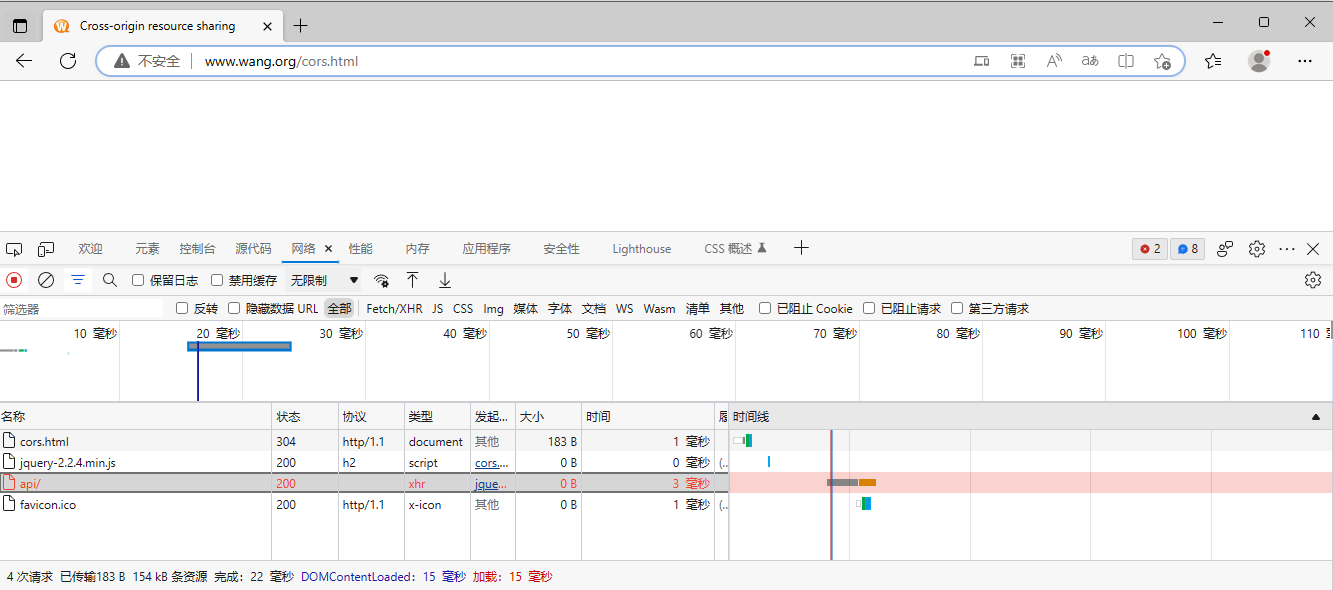 Cross-origin resource sharing
不安全 www.wang.org/cors.html
欢迎 元素 控制台 源代码 网络 性能 内存 应用程序 安全性 Lighthouse CSS 概述 2 8
保留日志 禁用缓存 无限制
筛选器 反转 隐藏数据 URL 全部 Fetch/XHR JS CSS Img 媒体 字体 文档 WS Wasm 清单 其他 已阻止 Cookie 已阻止请求 第三方请求
10 毫秒 20 毫秒 30 毫秒 40 毫秒 50 毫秒 60 毫秒 70 毫秒 80 毫秒 90 毫秒 100 毫秒 110
名称 状态 协议 类型 发起... 大小 时间 时间线
cors.html 304 http/1.1 document 其他 183 B 1 毫秒
jquery-2.2.4.min.js 200 h2 script cors.... 0 B 0 毫秒 (...
api/ 200 xhr jque... 0 B 3 毫秒
favicon.ico 200 http/1.1 x-icon 其他 0 B 1 毫秒 (...
4 次请求 已传输183 B 154 kB 条资源 完成：22 毫秒 DOMContentLoaded：15 毫秒 加载：15 毫秒